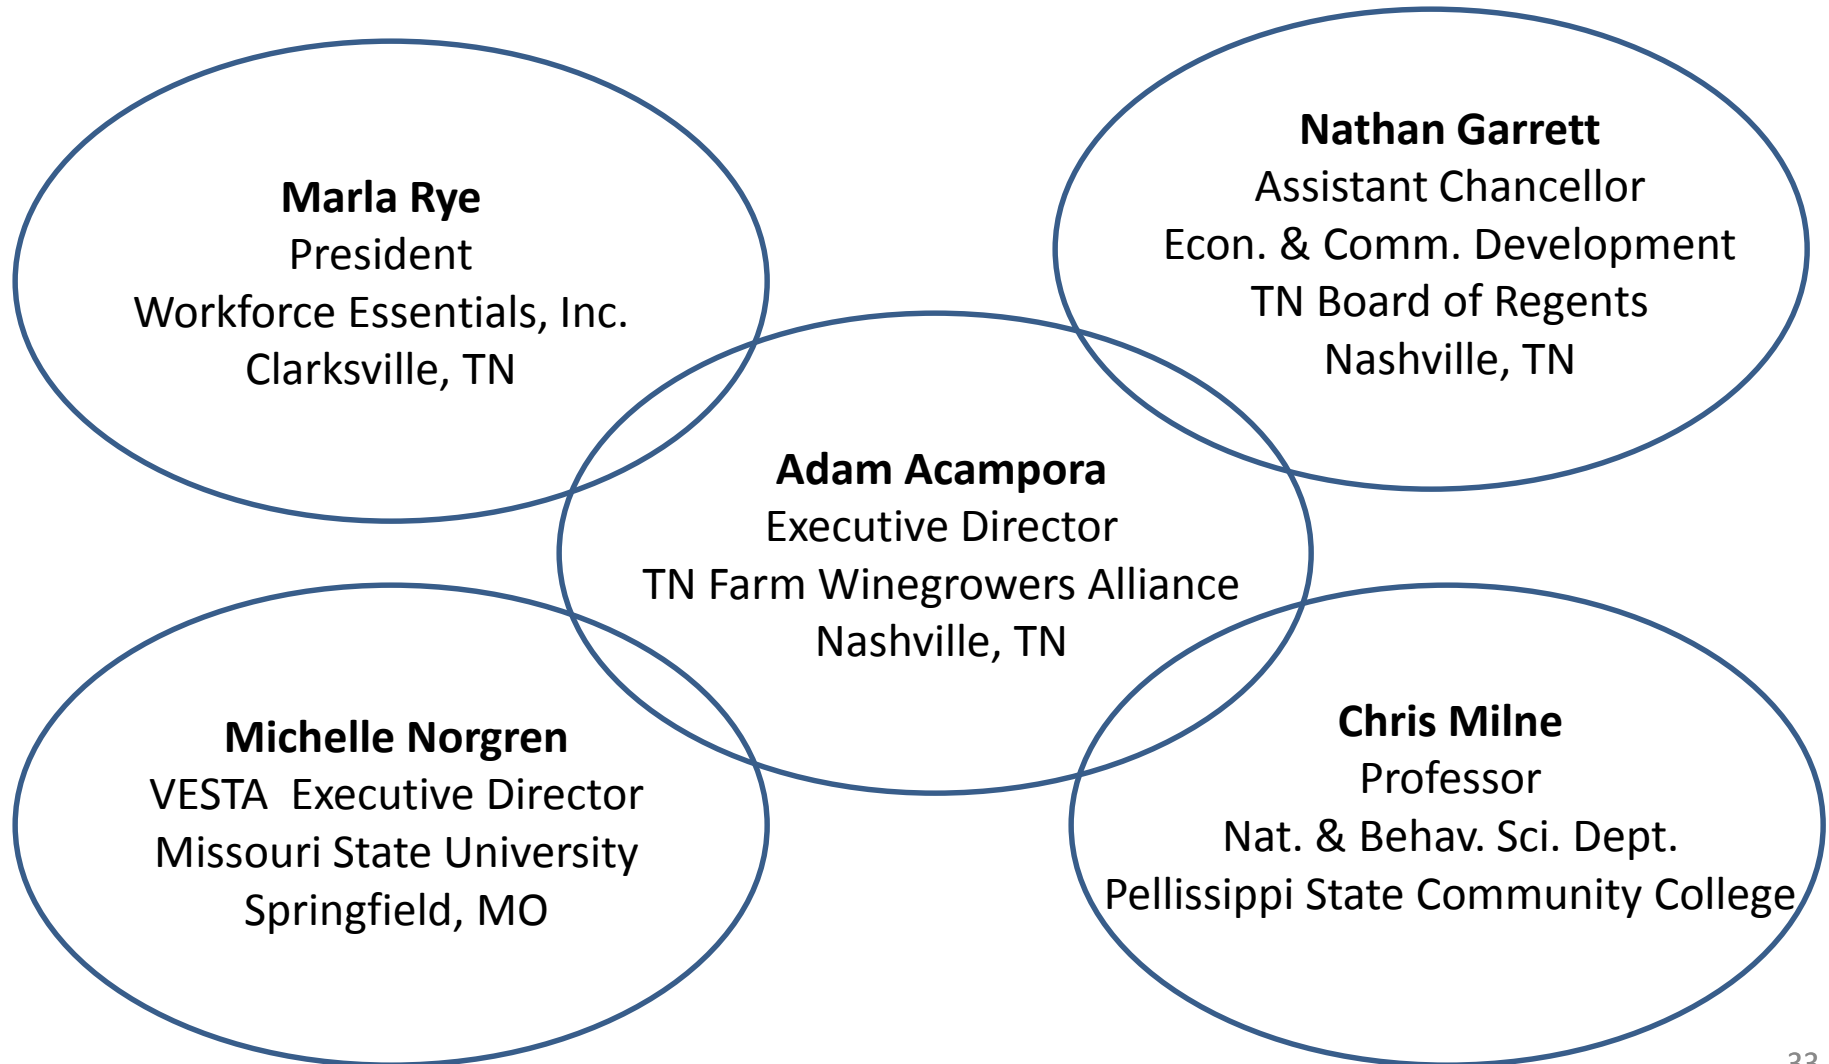 Marla Rye
President
Workforce Essentials, Inc.
Clarksville, TN
Nathan Garrett
Assistant Chancellor
Econ. & Comm. Development
TN Board of Regents
Nashville, TN
Adam Acampora
Executive Director
TN Farm Winegrowers Alliance
Nashville, TN
Michelle Norgren
VESTA  Executive Director
Missouri State University
Springfield, MO
Chris Milne
Professor
Nat. & Behav. Sci. Dept.
Pellissippi State Community College
33